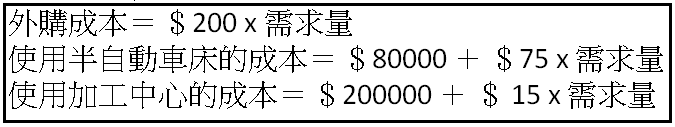 外購成本＝ ＄200 x 需求量
使用半自動車床的成本＝ ＄80000 ＋ ＄75 x 需求量
使用加工中心的成本＝ ＄200000 ＋ ＄ 15 x 需求量